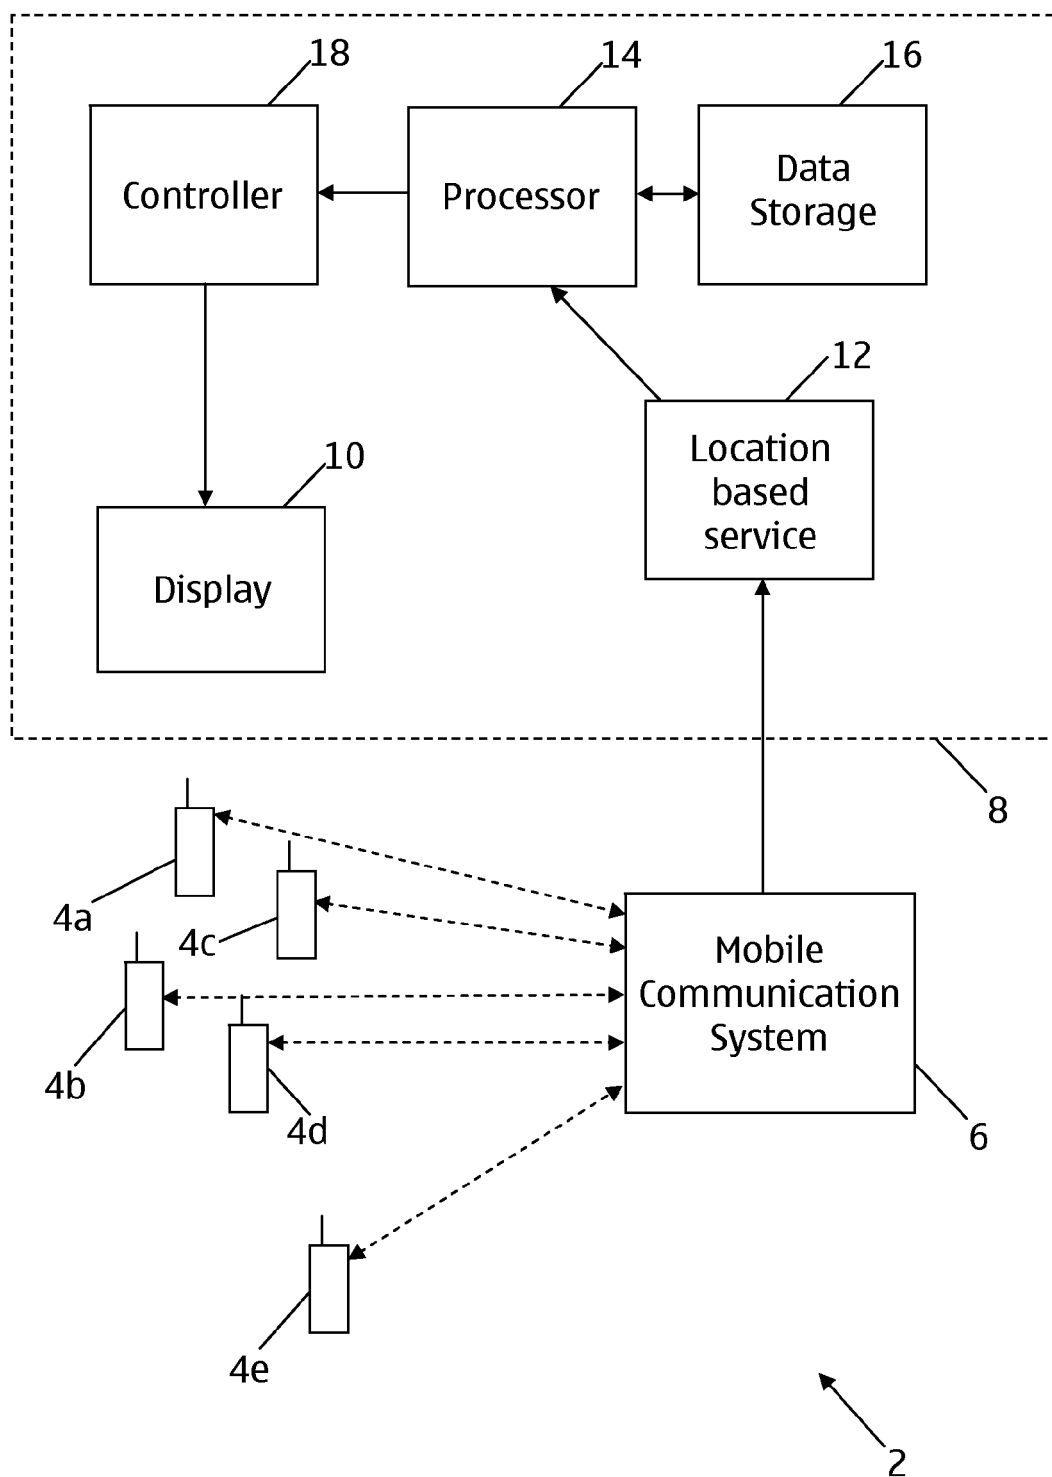 18
14
16
Controller
Processor
Data
Storage
12
Location
based
service
10
Display
8
4a
4c
Mobile
Communication
System
4b
4d
6
4e
2